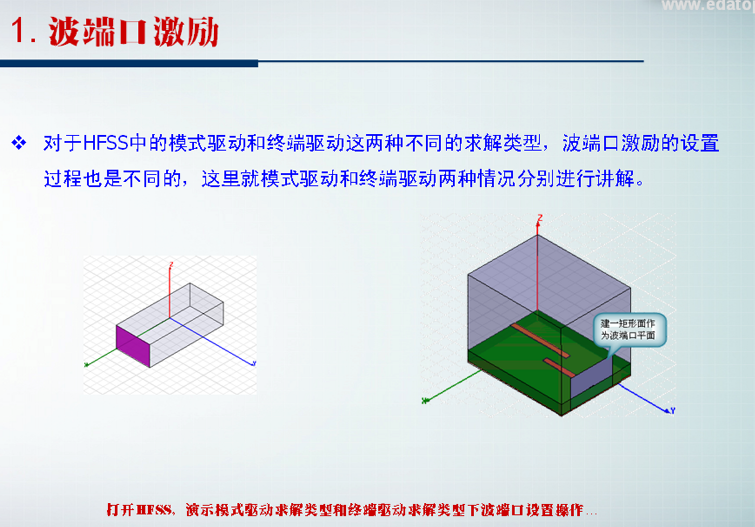 www.edatop
1. 波端口激励
❖ 对于HFSS中的模式驱动和终端驱动这两种不同的求解类型，波端口激励的设置
过程也是不同的，这里就模式驱动和终端驱动两种情况分别进行讲解。
Z
X
Y
Z
建一矩形面作
为波端口平面
X
Y
打开HFSS，演示模式驱动求解类型和终端驱动求解类型下波端口设置操作…